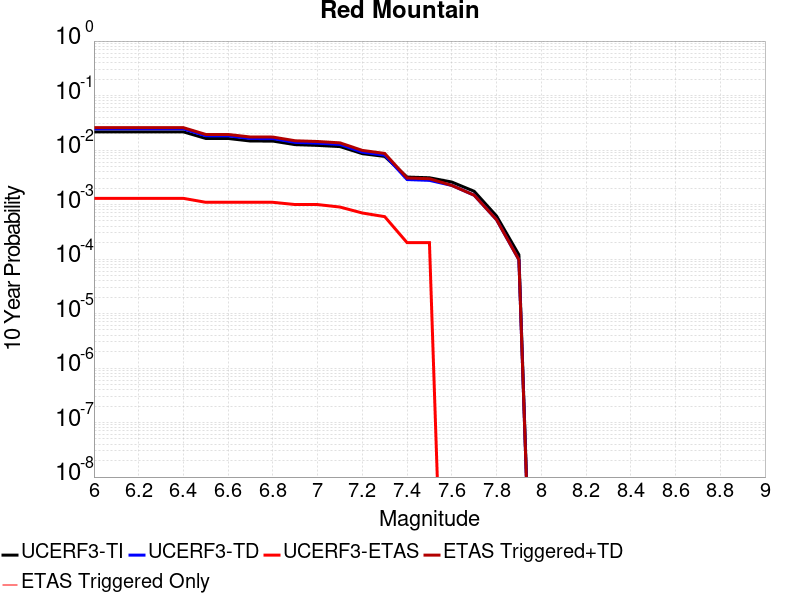 Red Mountain
10^0
10^-1
10^-2
10^-3
10^-4
10^-5
10^-6
10^-7
10^-8
10 Year Probability
6 6.2 6.4 6.6 6.8 7 7.2 7.4 7.6 7.8 8 8.2 8.4 8.6 8.8 9
Magnitude
UCERF3-TI UCERF3-TD UCERF3-ETAS ETAS Triggered+TD
ETAS Triggered Only